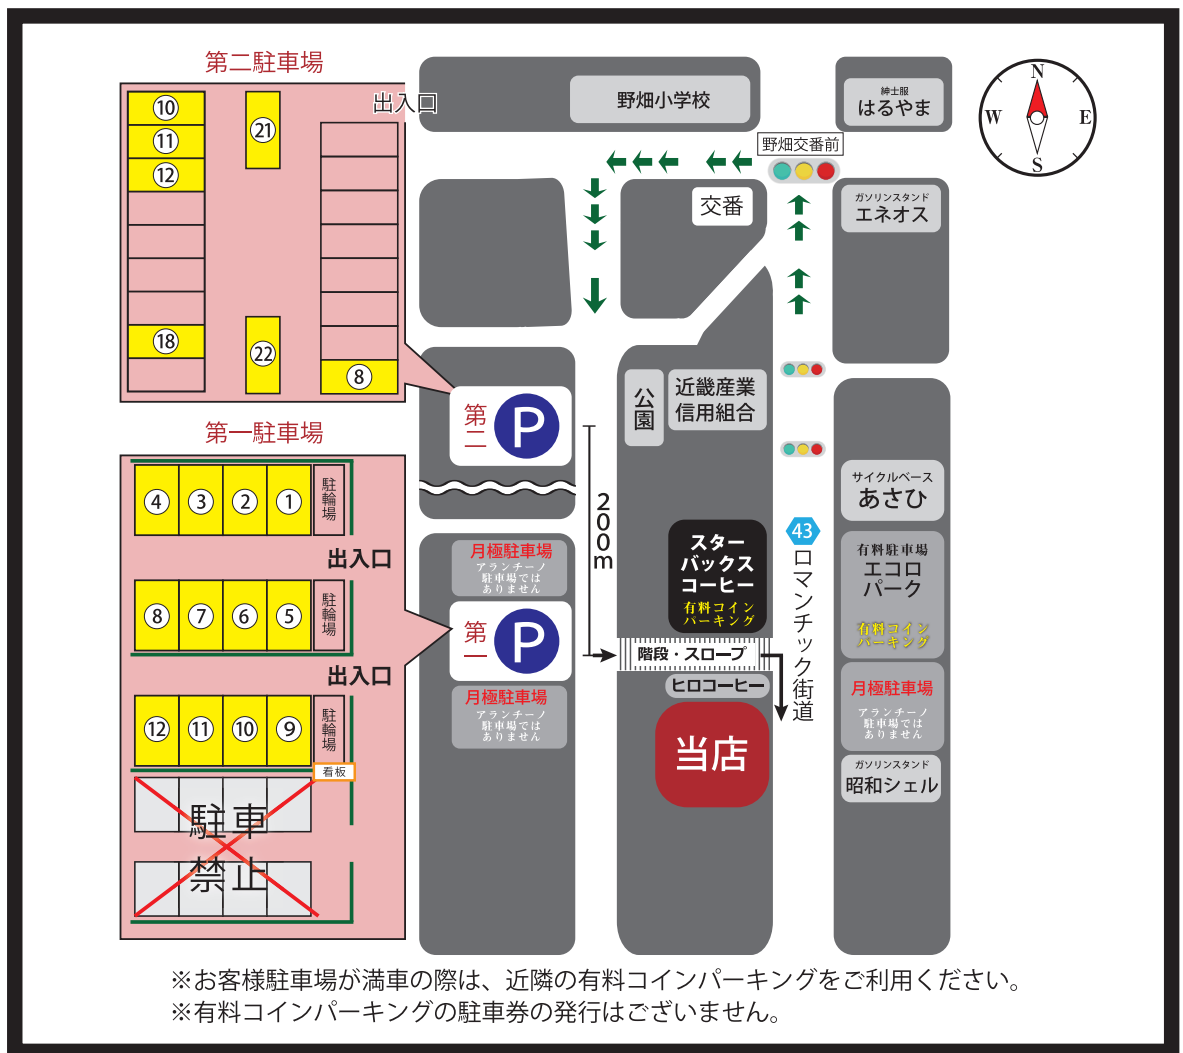 第二駐車場
出入口
10
11
12
18
21
22
8
第一駐車場
4
3
2
1
駐輪場
出入口
8
7
6
5
駐輪場
出入口
12
11
10
9
駐輪場
看板
駐車
禁止
野畑小学校
紳士服
はるやま
N
W
E
S
野畑交番前
交番
ガソリンスタンド
エネオス
第二
P
公園
近畿産業
信用組合
200m
サイクルベース
あさひ
月極駐車場
アランチーノ
駐車場では
ありません
第一
P
月極駐車場
アランチーノ
駐車場では
ありません
スター
バックス
コーヒー
有料コイン
パーキング
43
ロマンチック街道
有料駐車場
エコロ
パーク
有料コイン
パーキング
階段・スロープ
ヒロコーヒー
当店
月極駐車場
アランチーノ
駐車場では
ありません
ガソリンスタンド
昭和シェル
※お客様駐車場が満車の際は、近隣の有料コインパーキングをご利用ください。
※有料コインパーキングの駐車券の発行はございません。